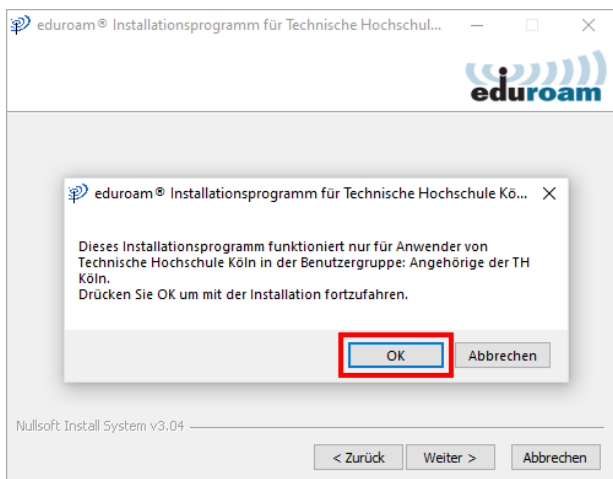 eduroam® Installationsprogramm für Technische Hochschul...
eduroam
eduroam® Installationsprogramm für Technische Hochschule Kö...
Dieses Installationsprogramm funktioniert nur für Anwender von
Technische Hochschule Köln in der Benutzergruppe: Angehörige der TH
Köln.
Drücken Sie OK um mit der Installation fortzufahren.
OK
Abbrechen
Nullsoft Install System v3.04
< Zurück
Weiter >
Abbrechen